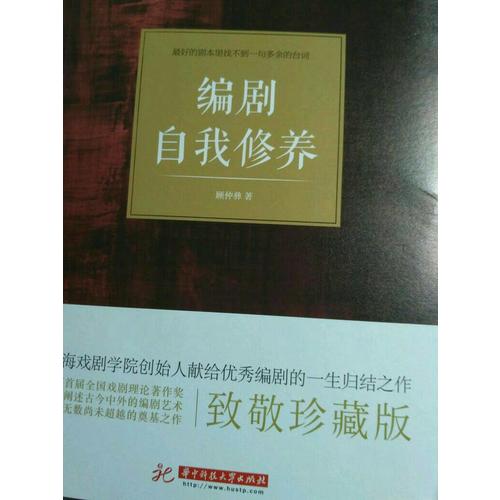 最好的剧本里找不到一句多余的台词
编剧
自我修养
顾仲彝 著
海戏剧学院创始人献给优秀编剧的一生归结之作
首届全国戏剧理论著作奖
阐述古今中外的编剧艺术
无数尚未超越的奠基之作
致敬珍藏版
华中科技大学出版社
http://www.hustp.com